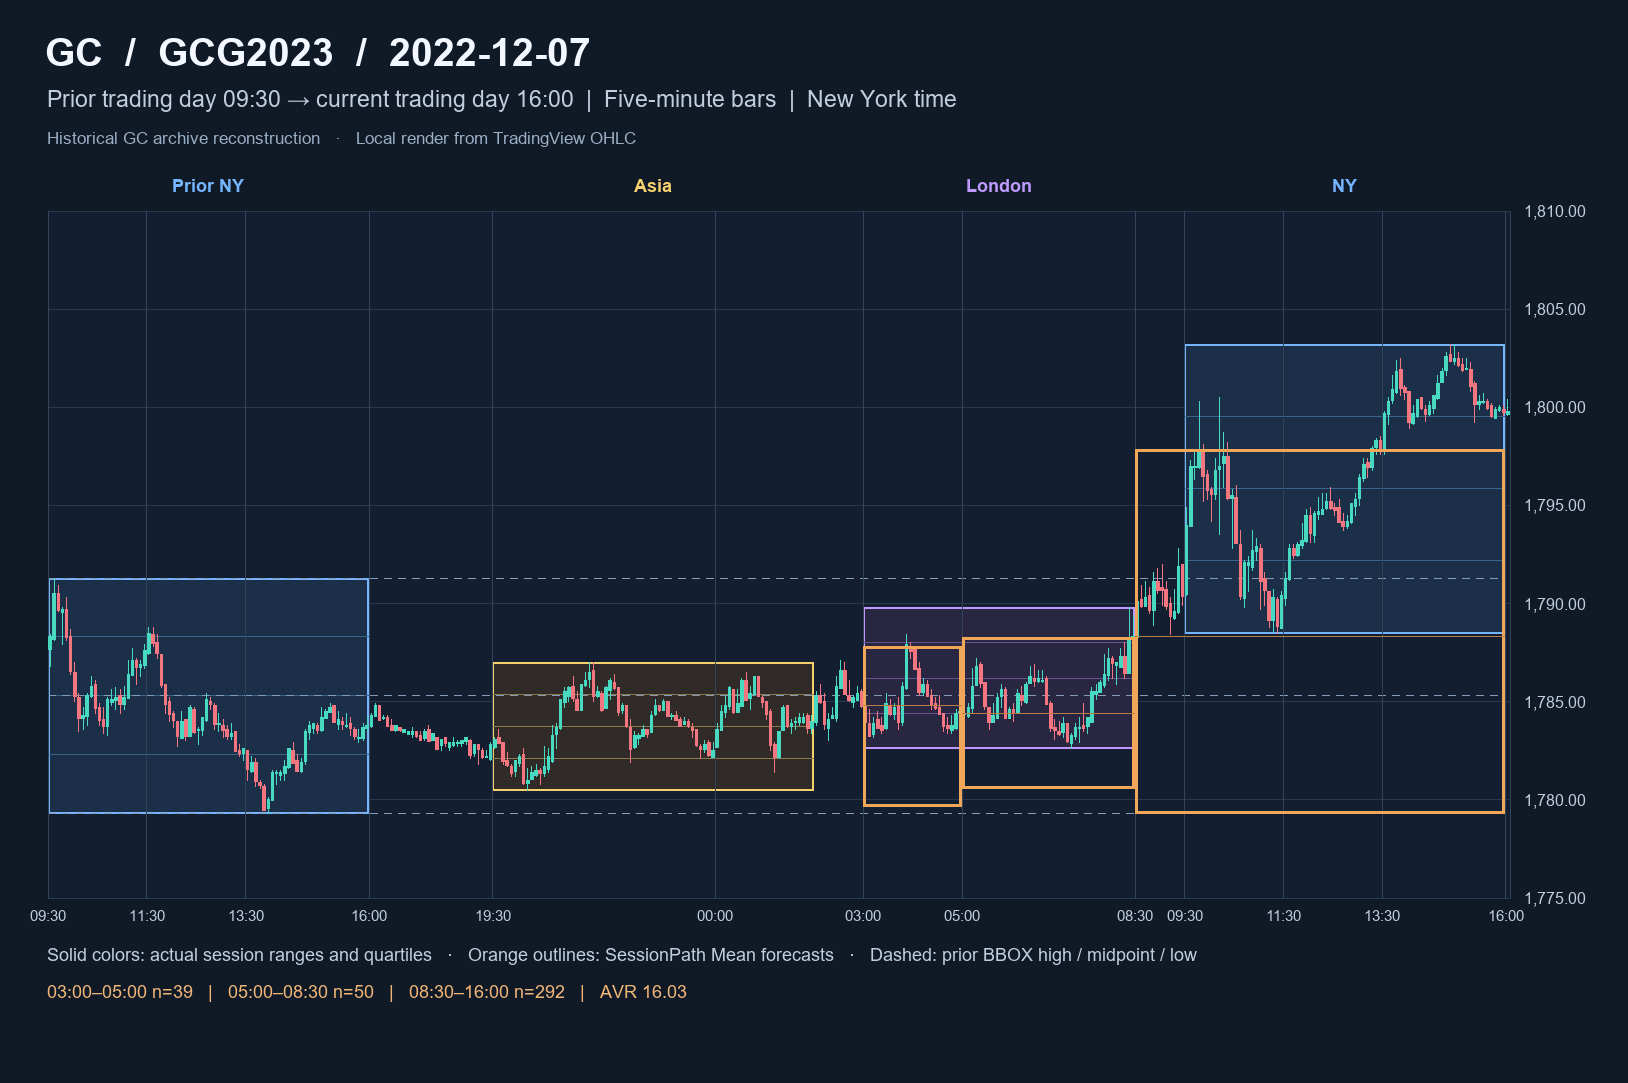 GC / GCG2023 / 2022-12-07
Prior trading day 09:30 → current trading day 16:00 | Five-minute bars | New York time
Historical GC archive reconstruction · Local render from TradingView OHLC
Prior NY Asia London NY
1,810.00
1,805.00
1,800.00
1,795.00
1,790.00
1,785.00
1,780.00
1,775.00
09:30 11:30 13:30 16:00 19:30 00:00 03:00 05:00 08:30 09:30 11:30 13:30 16:00
Solid colors: actual session ranges and quartiles · Orange outlines: SessionPath Mean forecasts · Dashed: prior BBOX high / midpoint / low
03:00–05:00 n=39 | 05:00–08:30 n=50 | 08:30–16:00 n=292 | AVR 16.03